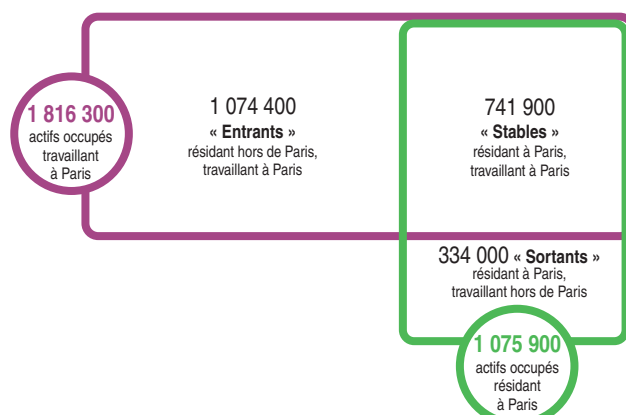 1 816 300
actifs occupés
travaillant
à Paris
1 074 400
« Entrants »
résidant hors de Paris,
travaillant à Paris
741 900
« Stables »
résidant à Paris,
travaillant à Paris
334 000 « Sortants »
résidant à Paris,
travaillant hors de Paris
1 075 900
actifs occupés
résidant
à Paris